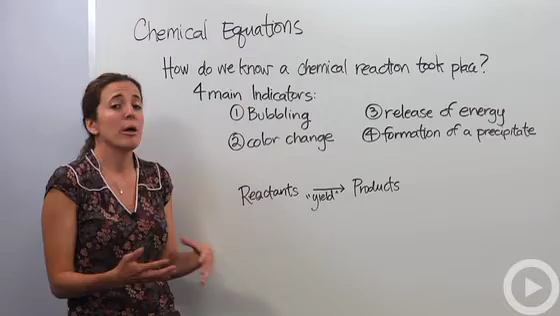 Chemical Equations
How do we know a chemical reaction took place?
4 main Indicators:
① Bubbling
② color change
③ release of energy
④ formation of a precipitate
Reactants → Products
"yield"